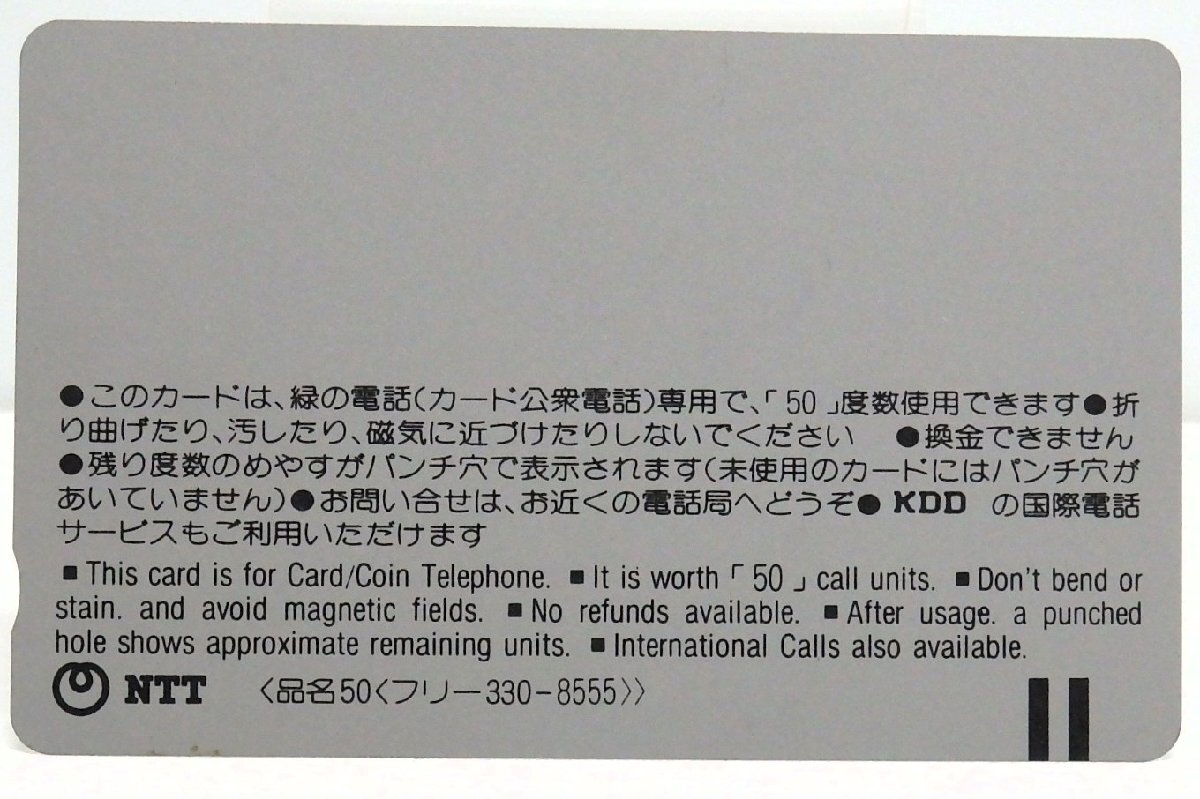 ●このカードは、緑の電話(カード公衆電話)専用で、「50」度数使用できます●折
り曲げたり、汚したり、磁気に近づけたりしないでください　●換金できません
●残り度数のめやすがパンチ穴で表示されます(未使用のカードにはパンチ穴が
あいていません)●お問い合せは、お近くの電話局へどうぞ● KDD の国際電話
サービスもご利用いただけます
▪This card is for Card/Coin Telephone. ▪It is worth「50」call units. ▪Don't bend or
stain. and avoid magnetic fields. ▪No refunds available. ▪After usage. a punched
hole shows approximate remaining units. ▪International Calls also available.
NTT 〈品名50〈フリー330-8555〉〉